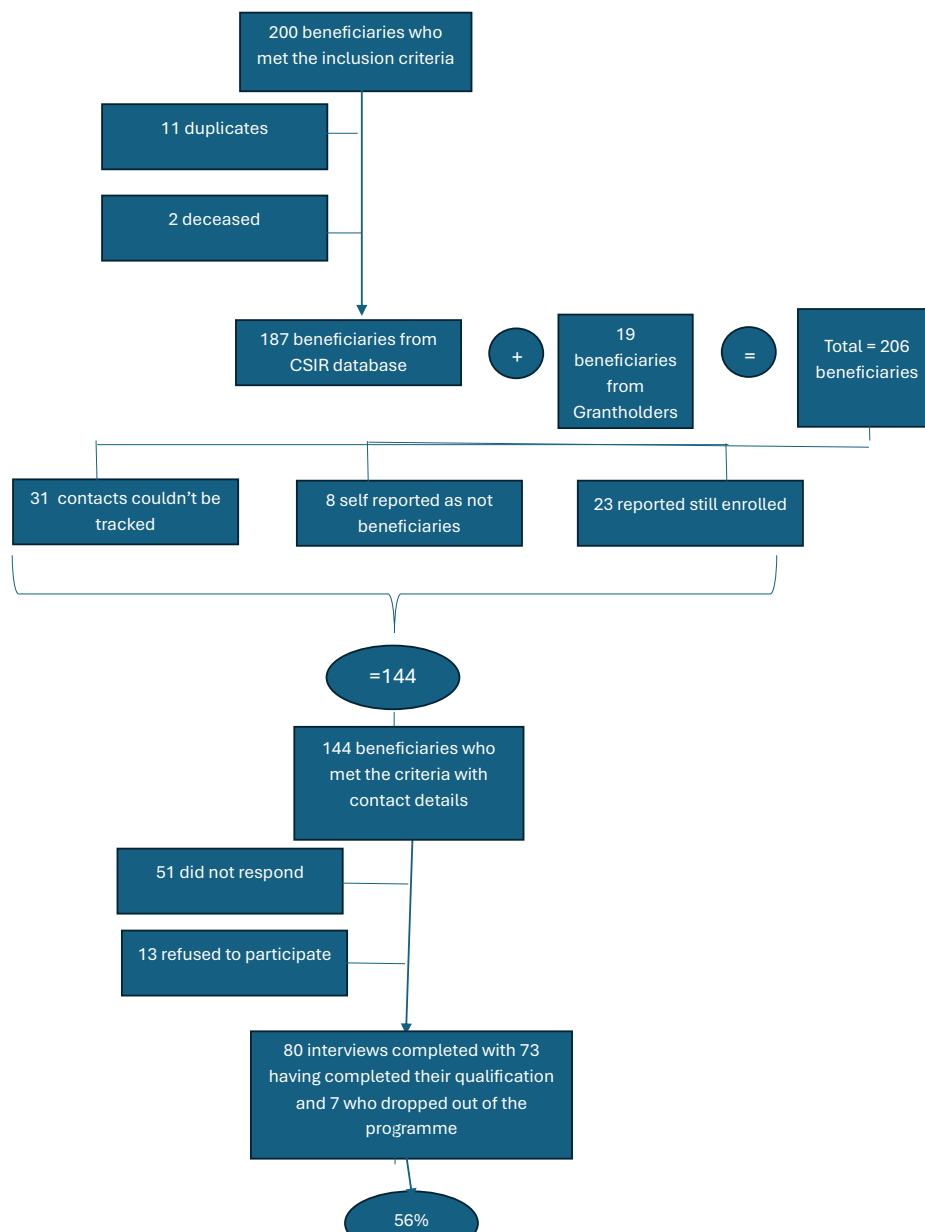 200 beneficiaries who
met the inclusion criteria
11 duplicates
2 deceased
187 beneficiaries from
CSIR database
+
19
beneficiaries
from
Grantholders
=
Total = 206
beneficiaries
31 contacts couldn't be
tracked
8 self reported as not
beneficiaries
23 reported still enrolled
=144
144 beneficiaries who
met the criteria with
contact details
51 did not respond
13 refused to participate
80 interviews completed with 73
having completed their qualification
and 7 who dropped out of the
programme
56%